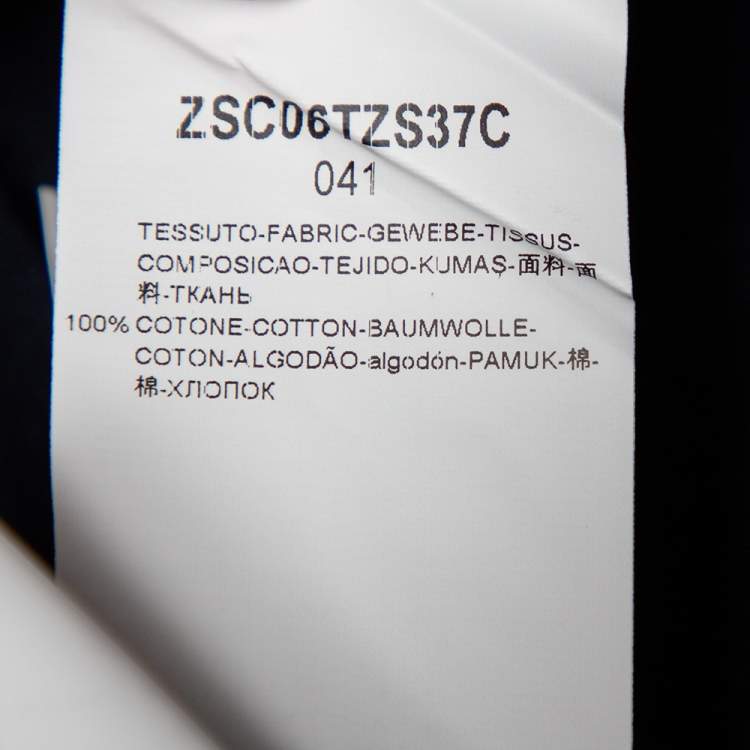 ZSC06TZS37C
041
TESSUTO-FABRIC-GEWEBE-TISSUS-
COMPOSICAO-TEJIDO-KUMAŞ-面料-面
料-ТКАНЬ
100% COTONE-COTTON-BAUMWOLLE-
COTON-ALGODÃO-algodón-PAMUK-棉-
棉-ХЛОПОК